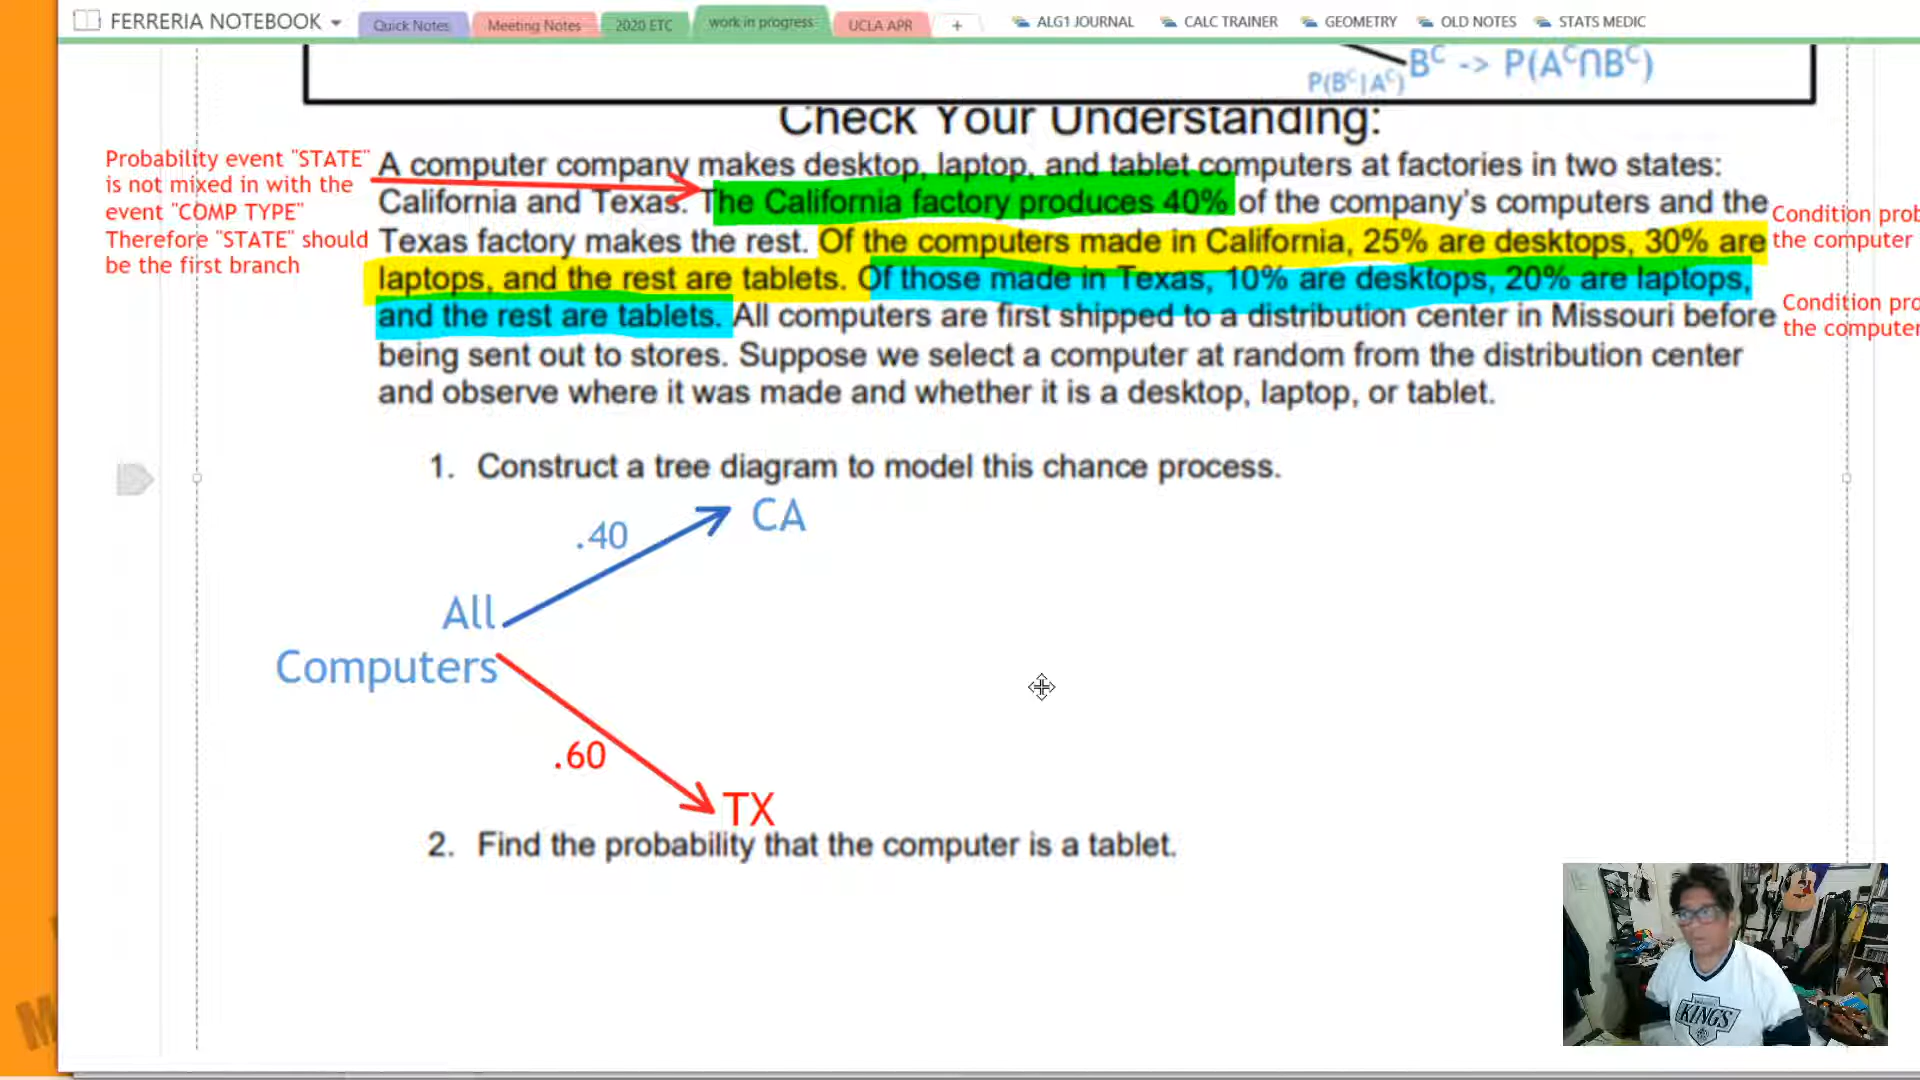 FERRERIA NOTEBOOK
Quick Notes
Meeting Notes
2020 ETC
work in progress
UCLA APR
+
ALG1 JOURNAL
CALC TRAINER
GEOMETRY
OLD NOTES
STATS MEDIC
Bᶜ -> P(Aᶜ∩Bᶜ)
P(Bᶜ|Aᶜ)
Check Your Understanding:
Probability event "STATE"
is not mixed in with the
event "COMP TYPE"
Therefore "STATE" should
be the first branch
A computer company makes desktop, laptop, and tablet computers at factories in two states:
California and Texas. The California factory produces 40% of the company's computers and the
Texas factory makes the rest. Of the computers made in California, 25% are desktops, 30% are
laptops, and the rest are tablets. Of those made in Texas, 10% are desktops, 20% are laptops,
and the rest are tablets. All computers are first shipped to a distribution center in Missouri before
being sent out to stores. Suppose we select a computer at random from the distribution center
and observe where it was made and whether it is a desktop, laptop, or tablet.
Condition prob
the computer
Condition pro
the computer
1. Construct a tree diagram to model this chance process.
.40
CA
All
Computers
.60
TX
2. Find the probability that the computer is a tablet.
KINGS